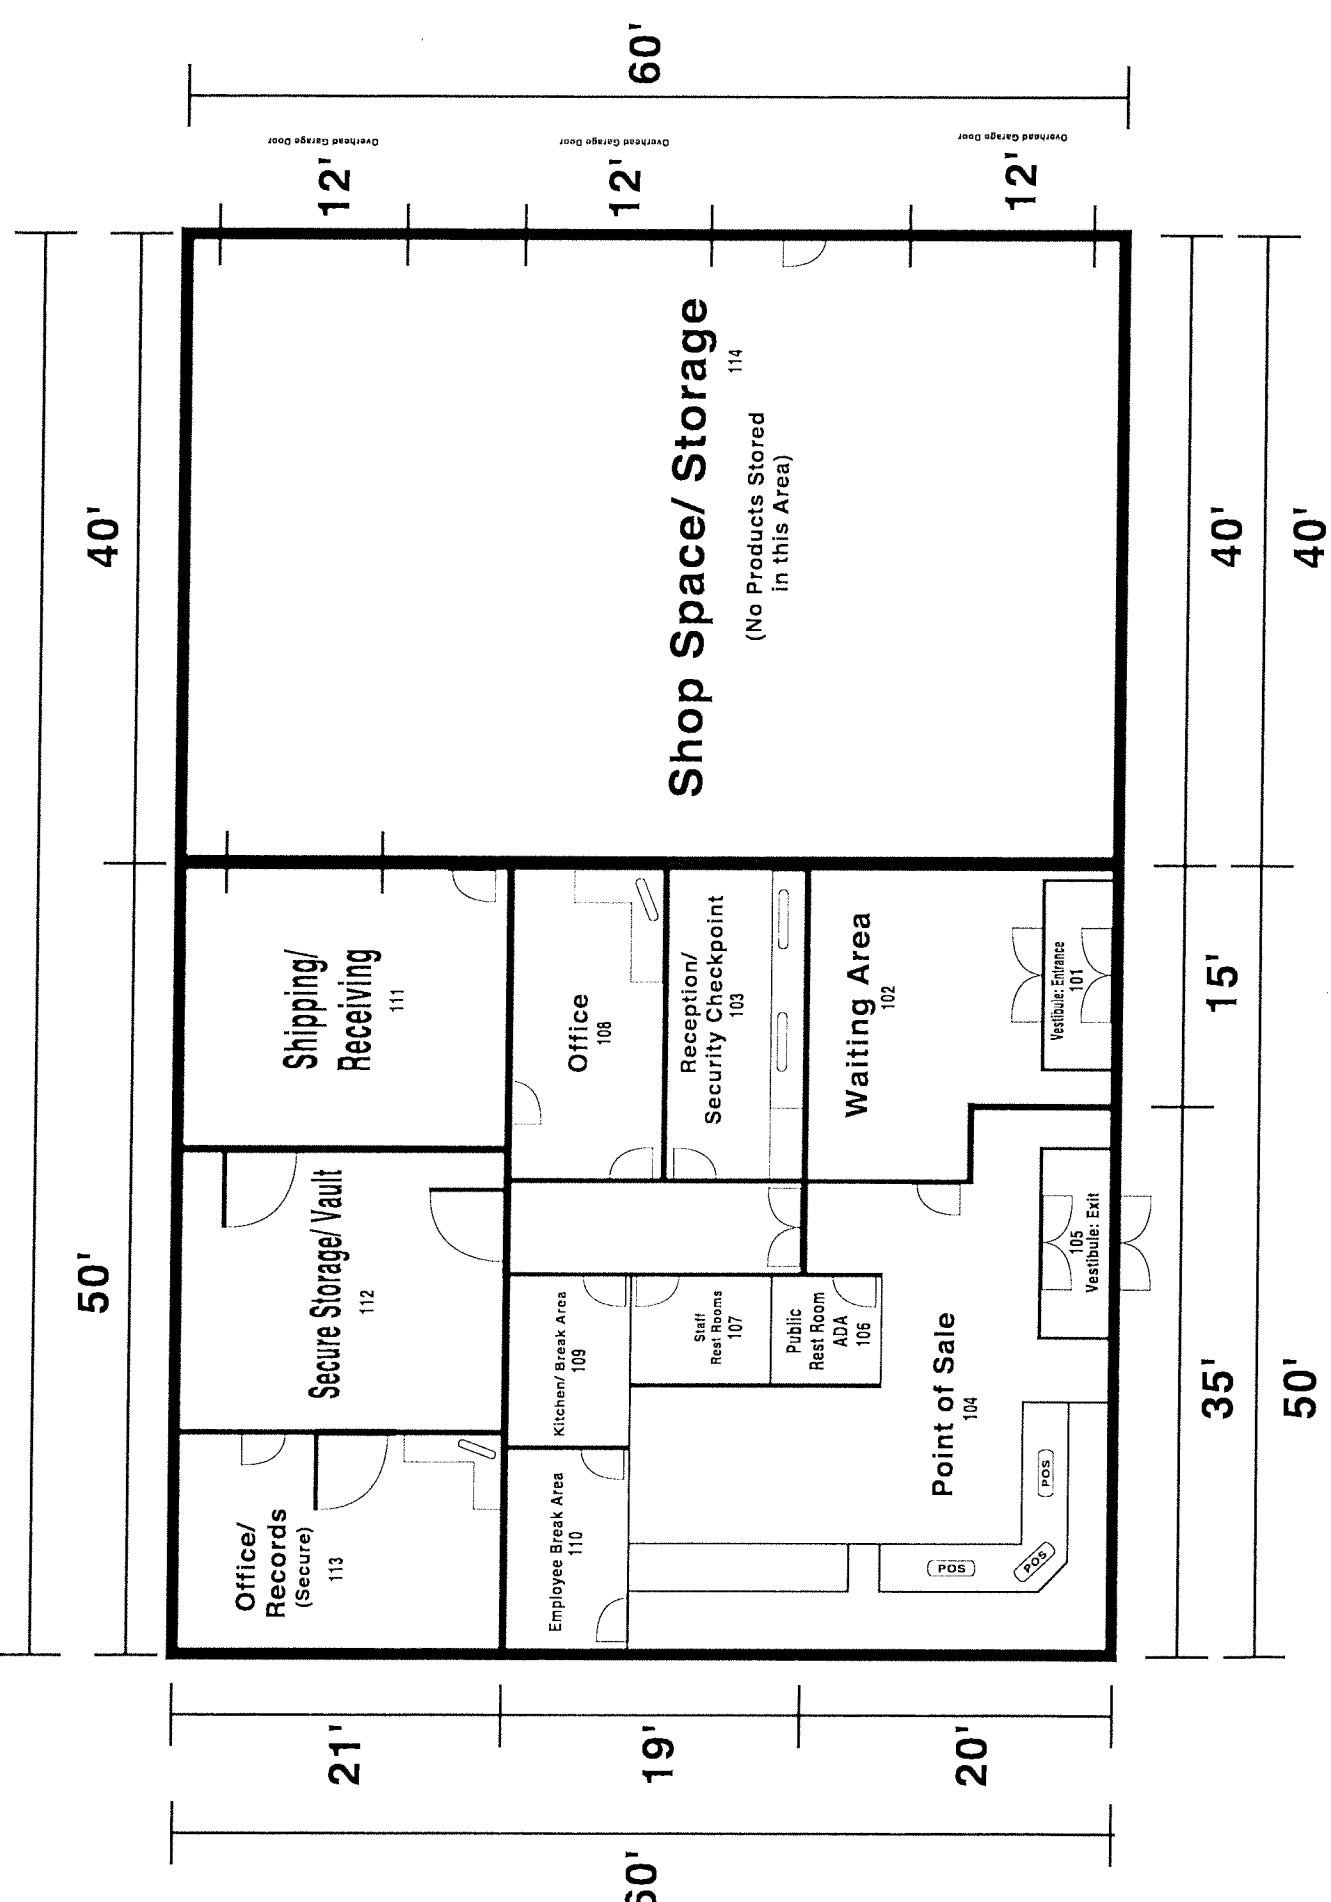 60'
Overhead Garage Door
12'
Overhead Garage Door
12'
Overhead Garage Door
12'
40'
50'
Shop Space/ Storage
114
(No Products Stored
in this Area)
Shipping/
Receiving
111
Secure Storage/ Vault
112
Office/
Records
(Secure)
113
Office
108
Reception/
Security Checkpoint
103
Waiting Area
102
Vestibule: Entrance
101
Kitchen/ Break Area
109
Staff
Rest Rooms
107
Public
Rest Room
ADA
106
Employee Break Area
110
Point of Sale
104
105
Vestibule: Exit
POS
POS
POS
40'
15'
35'
40'
50'
21'
19'
20'
60'